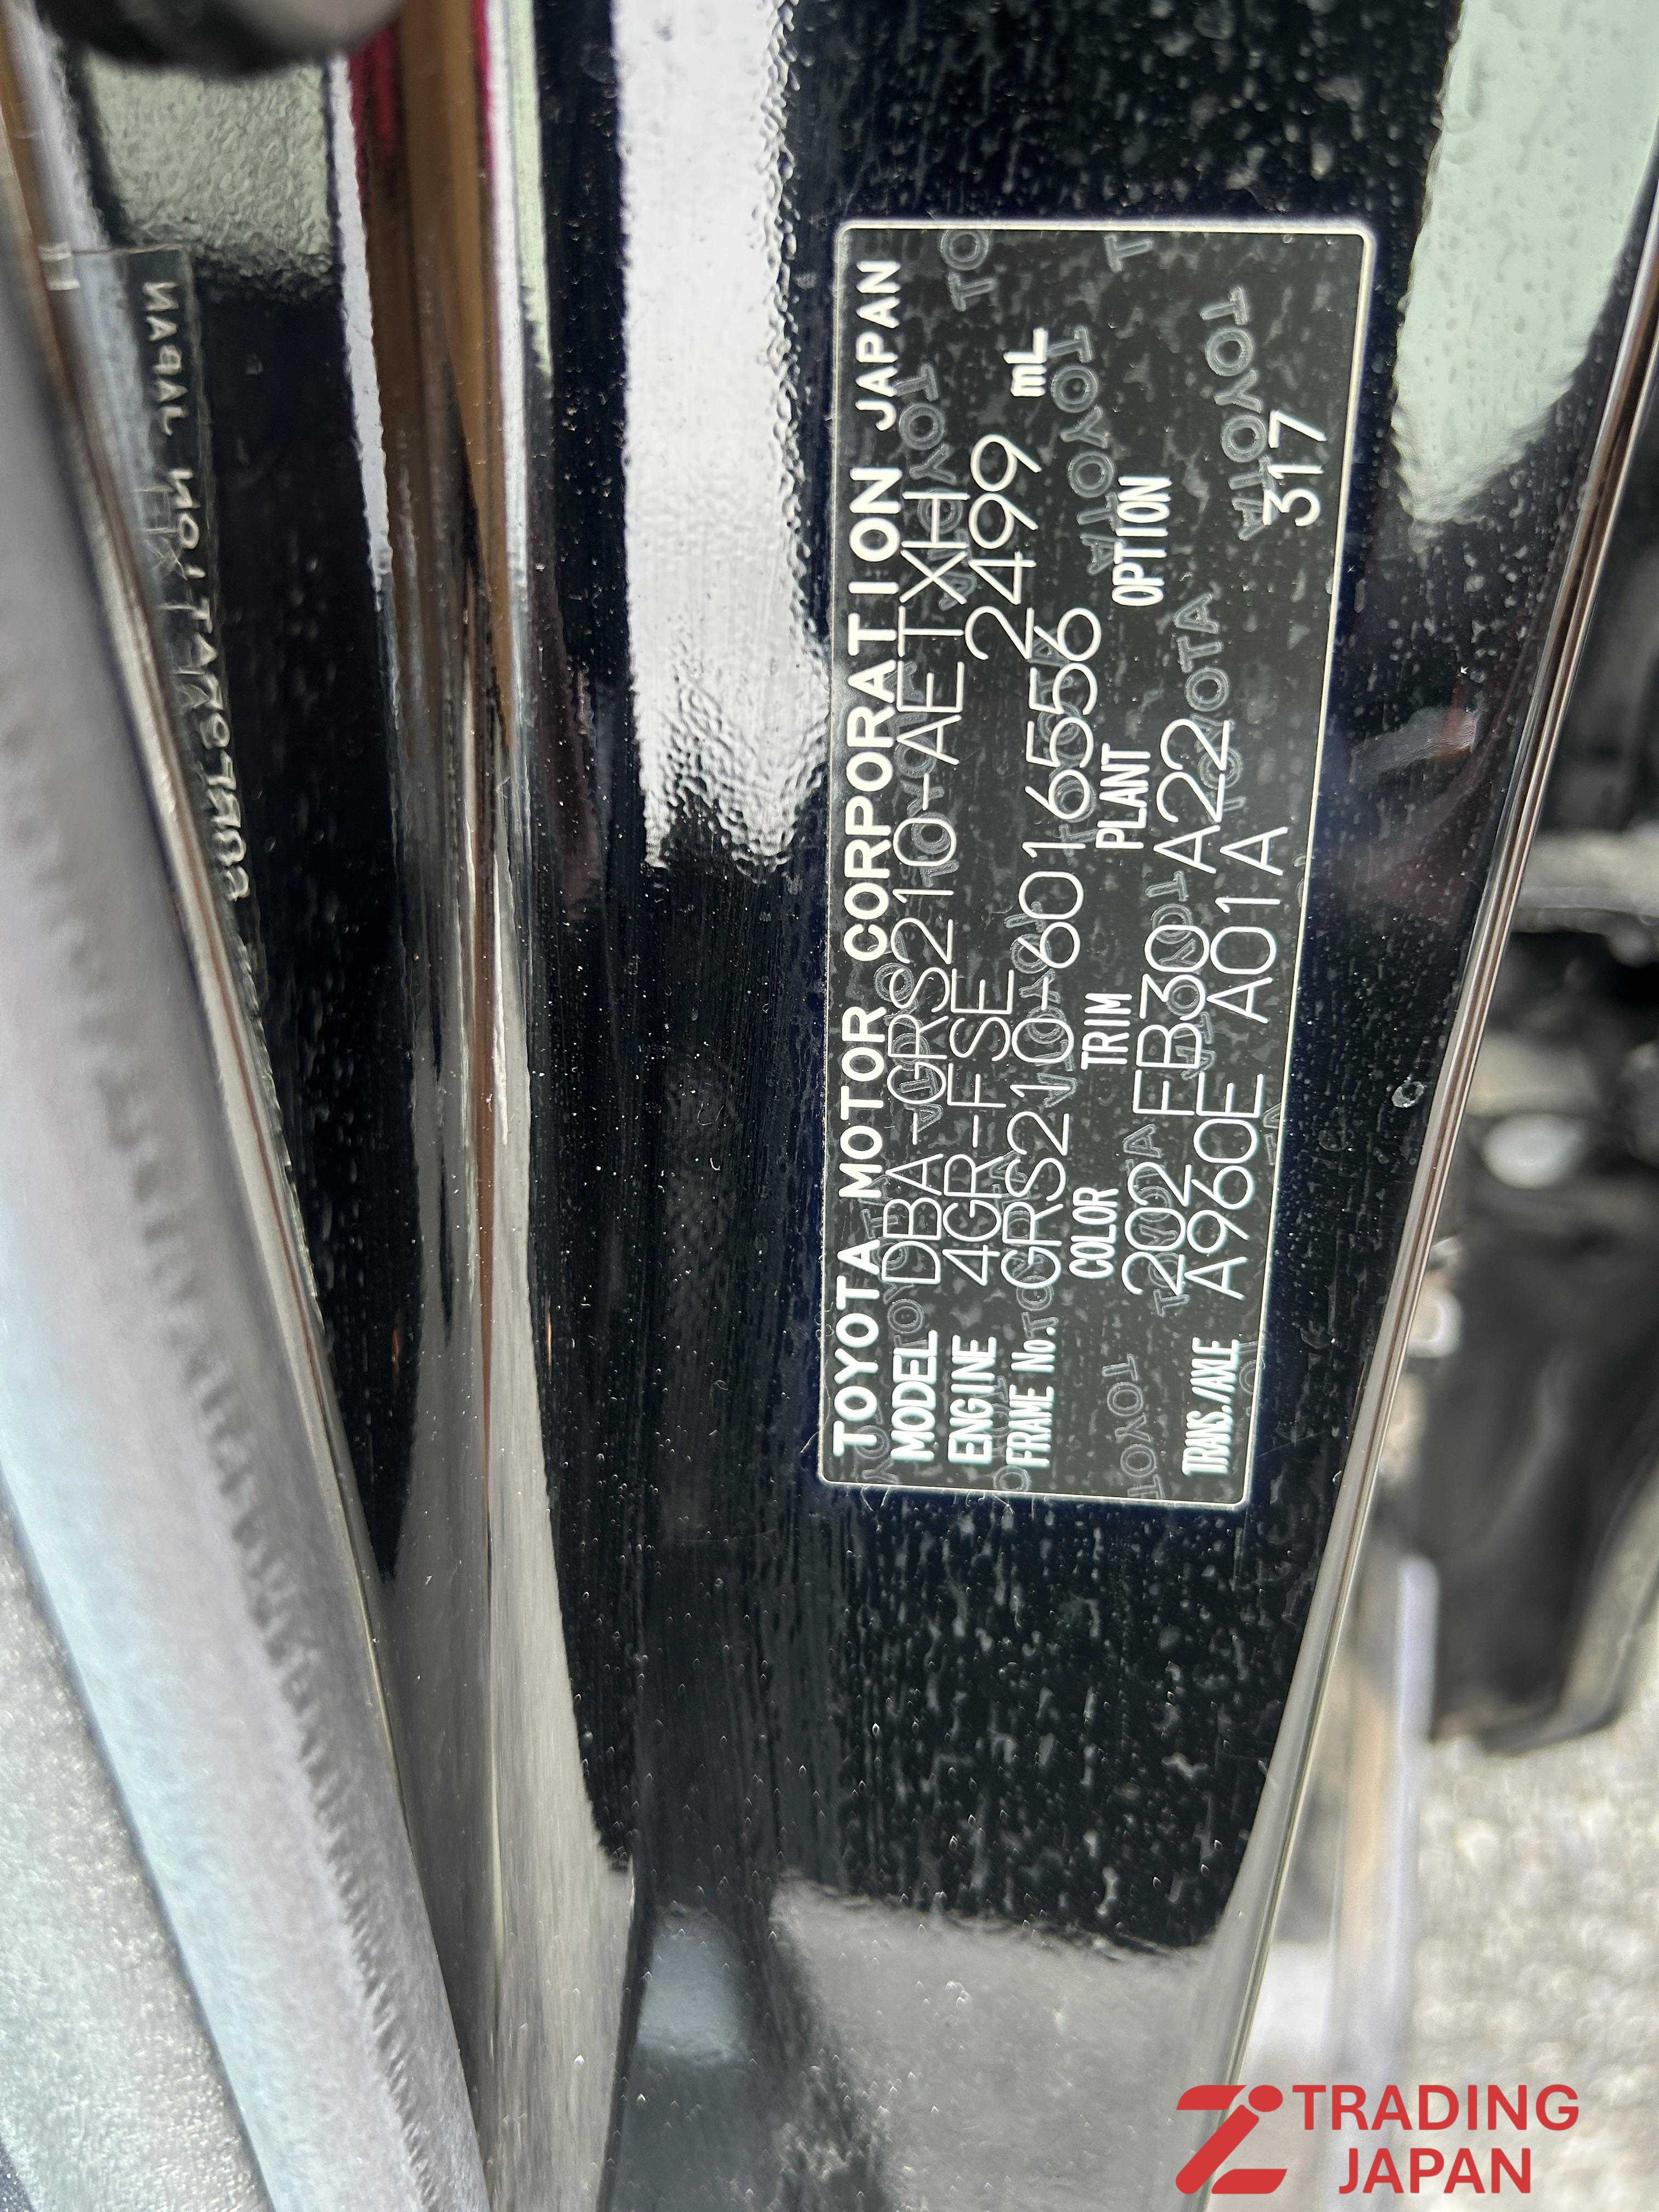 TOYOTA MOTOR CORPORATION JAPAN
MODEL DBA-GRS210-AETXH
ENGINE 4GR-FSE 2499 mL
FRAME No. GRS210-6016556
COLOR TRIM PLANT OPTION
202 FB30 A22
TRANS./AXLE A960E A01A 317
TRADING
JAPAN